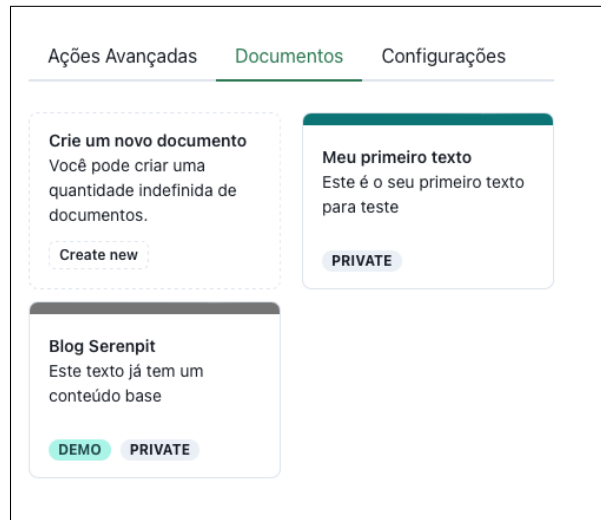 Ações Avançadas Documentos Configurações
Crie um novo documento
Você pode criar uma
quantidade indefinida de
documentos.
Create new
Meu primeiro texto
Este é o seu primeiro texto
para teste
PRIVATE
Blog Serenpit
Este texto já tem um
conteúdo base
DEMO PRIVATE